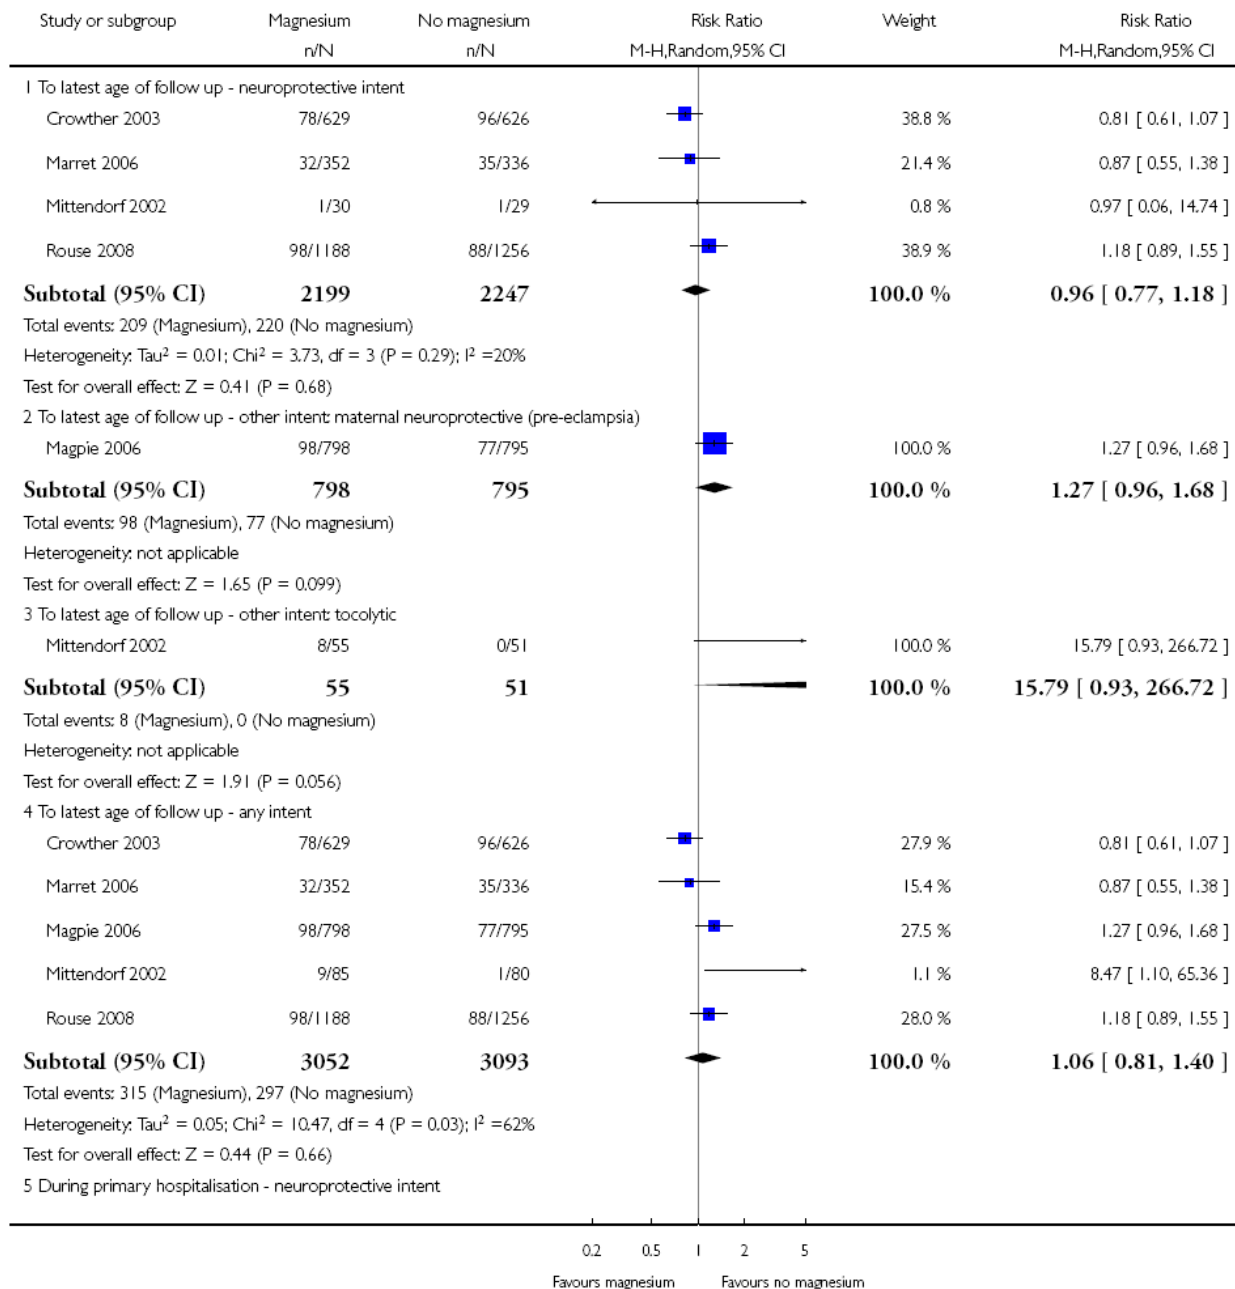 Study or subgroup Magnesium No magnesium Risk Ratio Weight Risk Ratio
n/N n/N M-H,Random,95% CI M-H,Random,95% CI
1 To latest age of follow up - neuroprotective intent
Crowther 2003 78/629 96/626 38.8 % 0.81 [ 0.61, 1.07 ]
Marret 2006 32/352 35/336 21.4 % 0.87 [ 0.55, 1.38 ]
Mittendorf 2002 1/30 1/29 0.8 % 0.97 [ 0.06, 14.74 ]
Rouse 2008 98/1188 88/1256 38.9 % 1.18 [ 0.89, 1.55 ]
Subtotal (95% CI) 2199 2247 100.0 % 0.96 [ 0.77, 1.18 ]
Total events: 209 (Magnesium), 220 (No magnesium)
Heterogeneity: Tau² = 0.01; Chi² = 3.73, df = 3 (P = 0.29); I² =20%
Test for overall effect: Z = 0.41 (P = 0.68)
2 To latest age of follow up - other intent: maternal neuroprotective (pre-eclampsia)
Magpie 2006 98/798 77/795 100.0 % 1.27 [ 0.96, 1.68 ]
Subtotal (95% CI) 798 795 100.0 % 1.27 [ 0.96, 1.68 ]
Total events: 98 (Magnesium), 77 (No magnesium)
Heterogeneity: not applicable
Test for overall effect: Z = 1.65 (P = 0.099)
3 To latest age of follow up - other intent: tocolytic
Mittendorf 2002 8/55 0/51 100.0 % 15.79 [ 0.93, 266.72 ]
Subtotal (95% CI) 55 51 100.0 % 15.79 [ 0.93, 266.72 ]
Total events: 8 (Magnesium), 0 (No magnesium)
Heterogeneity: not applicable
Test for overall effect: Z = 1.91 (P = 0.056)
4 To latest age of follow up - any intent
Crowther 2003 78/629 96/626 27.9 % 0.81 [ 0.61, 1.07 ]
Marret 2006 32/352 35/336 15.4 % 0.87 [ 0.55, 1.38 ]
Magpie 2006 98/798 77/795 27.5 % 1.27 [ 0.96, 1.68 ]
Mittendorf 2002 9/85 1/80 1.1 % 8.47 [ 1.10, 65.36 ]
Rouse 2008 98/1188 88/1256 28.0 % 1.18 [ 0.89, 1.55 ]
Subtotal (95% CI) 3052 3093 100.0 % 1.06 [ 0.81, 1.40 ]
Total events: 315 (Magnesium), 297 (No magnesium)
Heterogeneity: Tau² = 0.05; Chi² = 10.47, df = 4 (P = 0.03); I² =62%
Test for overall effect: Z = 0.44 (P = 0.66)
5 During primary hospitalisation - neuroprotective intent
0.2 0.5 1 2 5
Favours magnesium Favours no magnesium